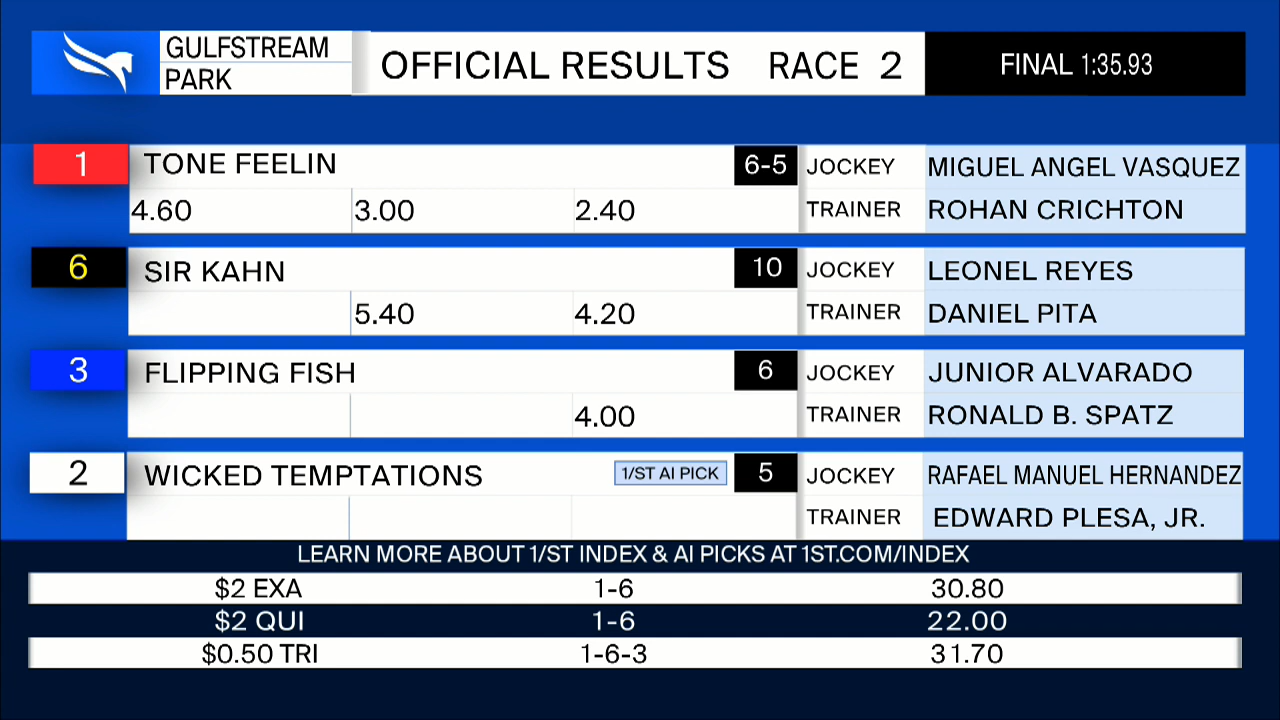 GULFSTREAM
PARK
OFFICIAL RESULTS RACE 2
FINAL 1:35.93
1 TONE FEELIN 6-5 JOCKEY MIGUEL ANGEL VASQUEZ
4.60 3.00 2.40 TRAINER ROHAN CRICHTON
6 SIR KAHN 10 JOCKEY LEONEL REYES
5.40 4.20 TRAINER DANIEL PITA
3 FLIPPING FISH 6 JOCKEY JUNIOR ALVARADO
4.00 TRAINER RONALD B. SPATZ
2 WICKED TEMPTATIONS 1/ST AI PICK 5 JOCKEY RAFAEL MANUEL HERNANDEZ
TRAINER EDWARD PLESA, JR.
LEARN MORE ABOUT 1/ST INDEX & AI PICKS AT 1ST.COM/INDEX
$2 EXA 1-6 30.80
$2 QUI 1-6 22.00
$0.50 TRI 1-6-3 31.70